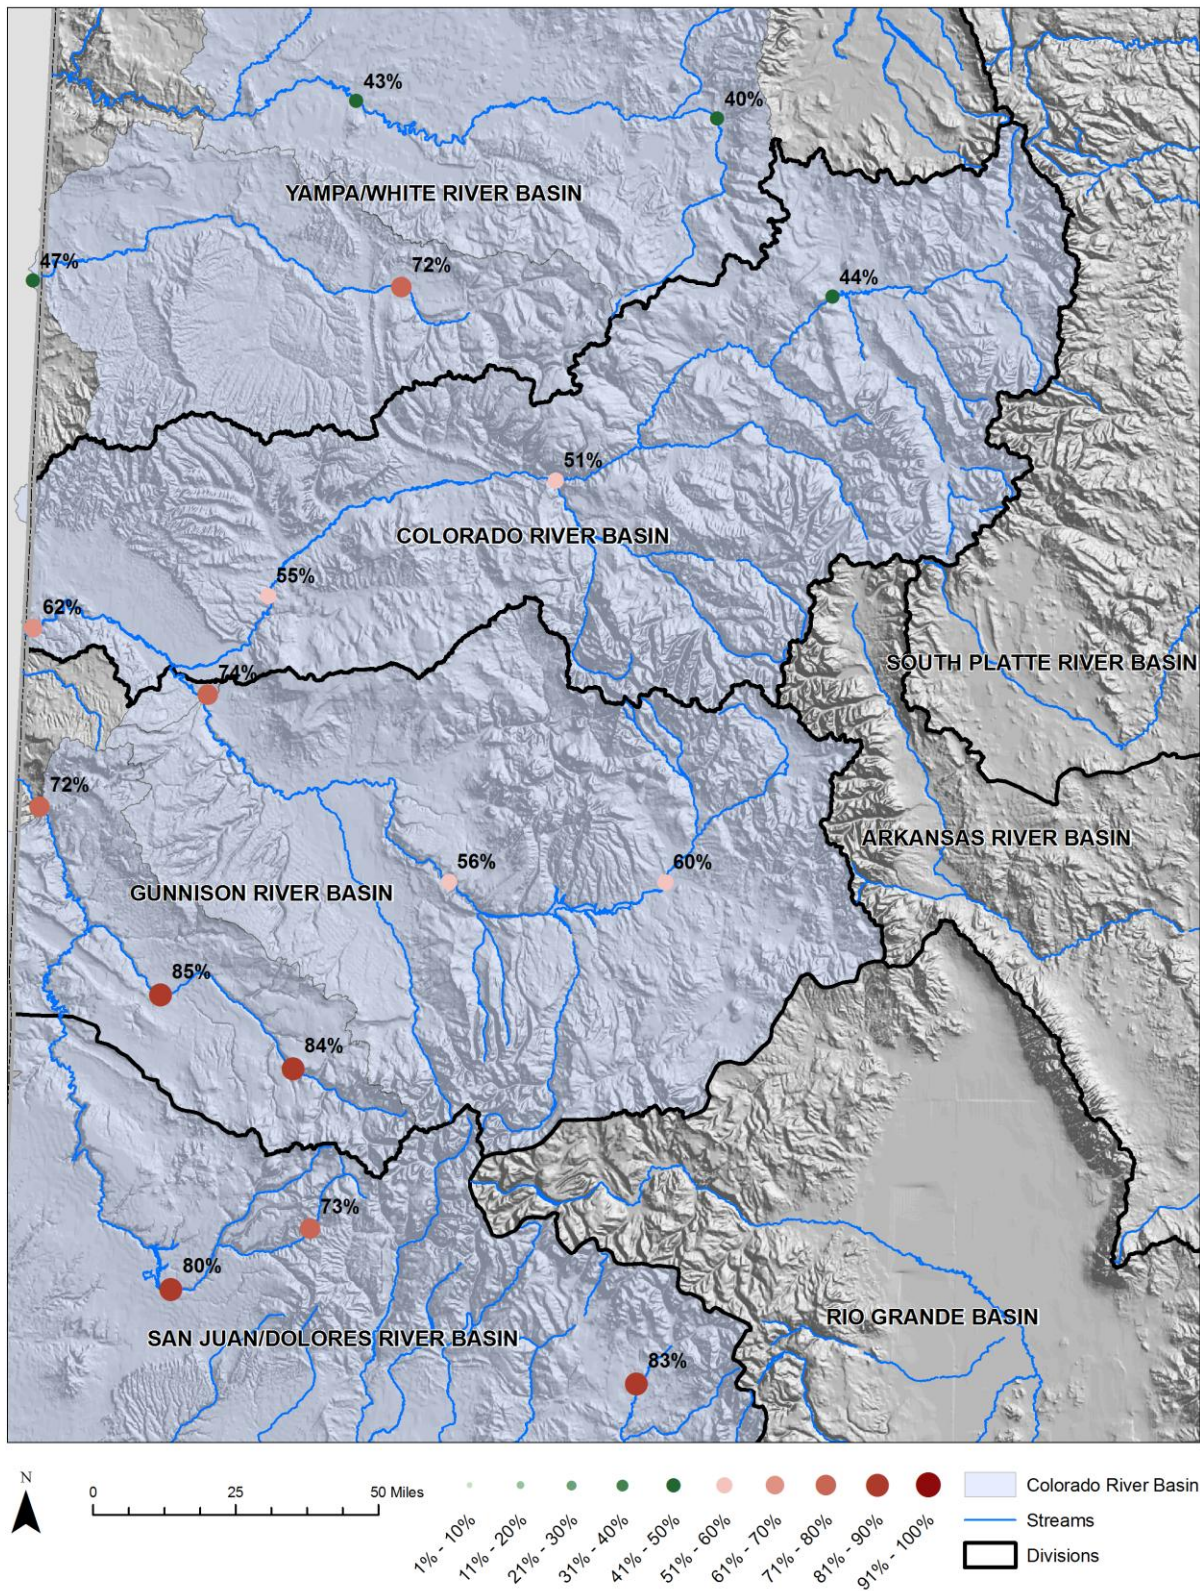 43%
40%
YAMPA/WHITE RIVER BASIN
47%
72%
44%
51%
COLORADO RIVER BASIN
55%
62%
SOUTH PLATTE RIVER BASIN
74%
72%
ARKANSAS RIVER BASIN
56%
60%
GUNNISON RIVER BASIN
85%
84%
73%
80%
RIO GRANDE BASIN
SAN JUAN/DOLORES RIVER BASIN
83%
N
0 25 50 Miles
1% - 10%
11% - 20%
21% - 30%
31% - 40%
41% - 50%
51% - 60%
61% - 70%
71% - 80%
81% - 90%
91% - 100%
Colorado River Basin
Streams
Divisions